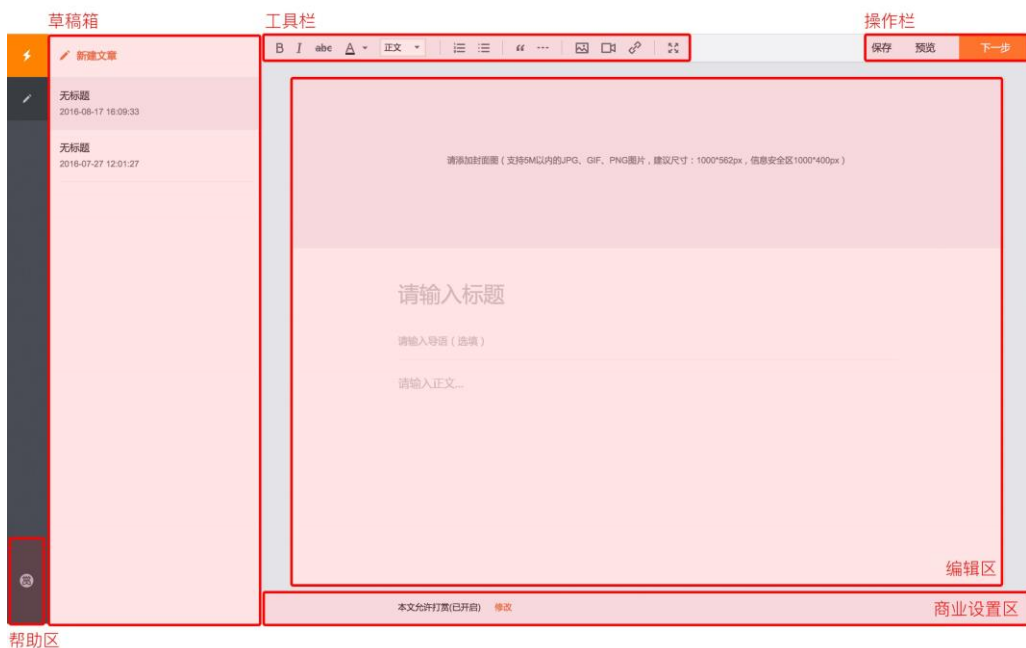 草稿箱
工具栏
操作栏
新建文章
B I abc A 正文 “ ---
保存 预览 下一步
无标题
2016-08-17 16:09:33
无标题
2016-07-27 12:01:27
请添加封面图(支持5M以内的JPG、GIF、PNG图片,建议尺寸:1000*562px,信息安全区1000*400px)
请输入标题
请输入导语(选填)
请输入正文...
编辑区
本文允许打赏(已开启) 修改
商业设置区
帮助区